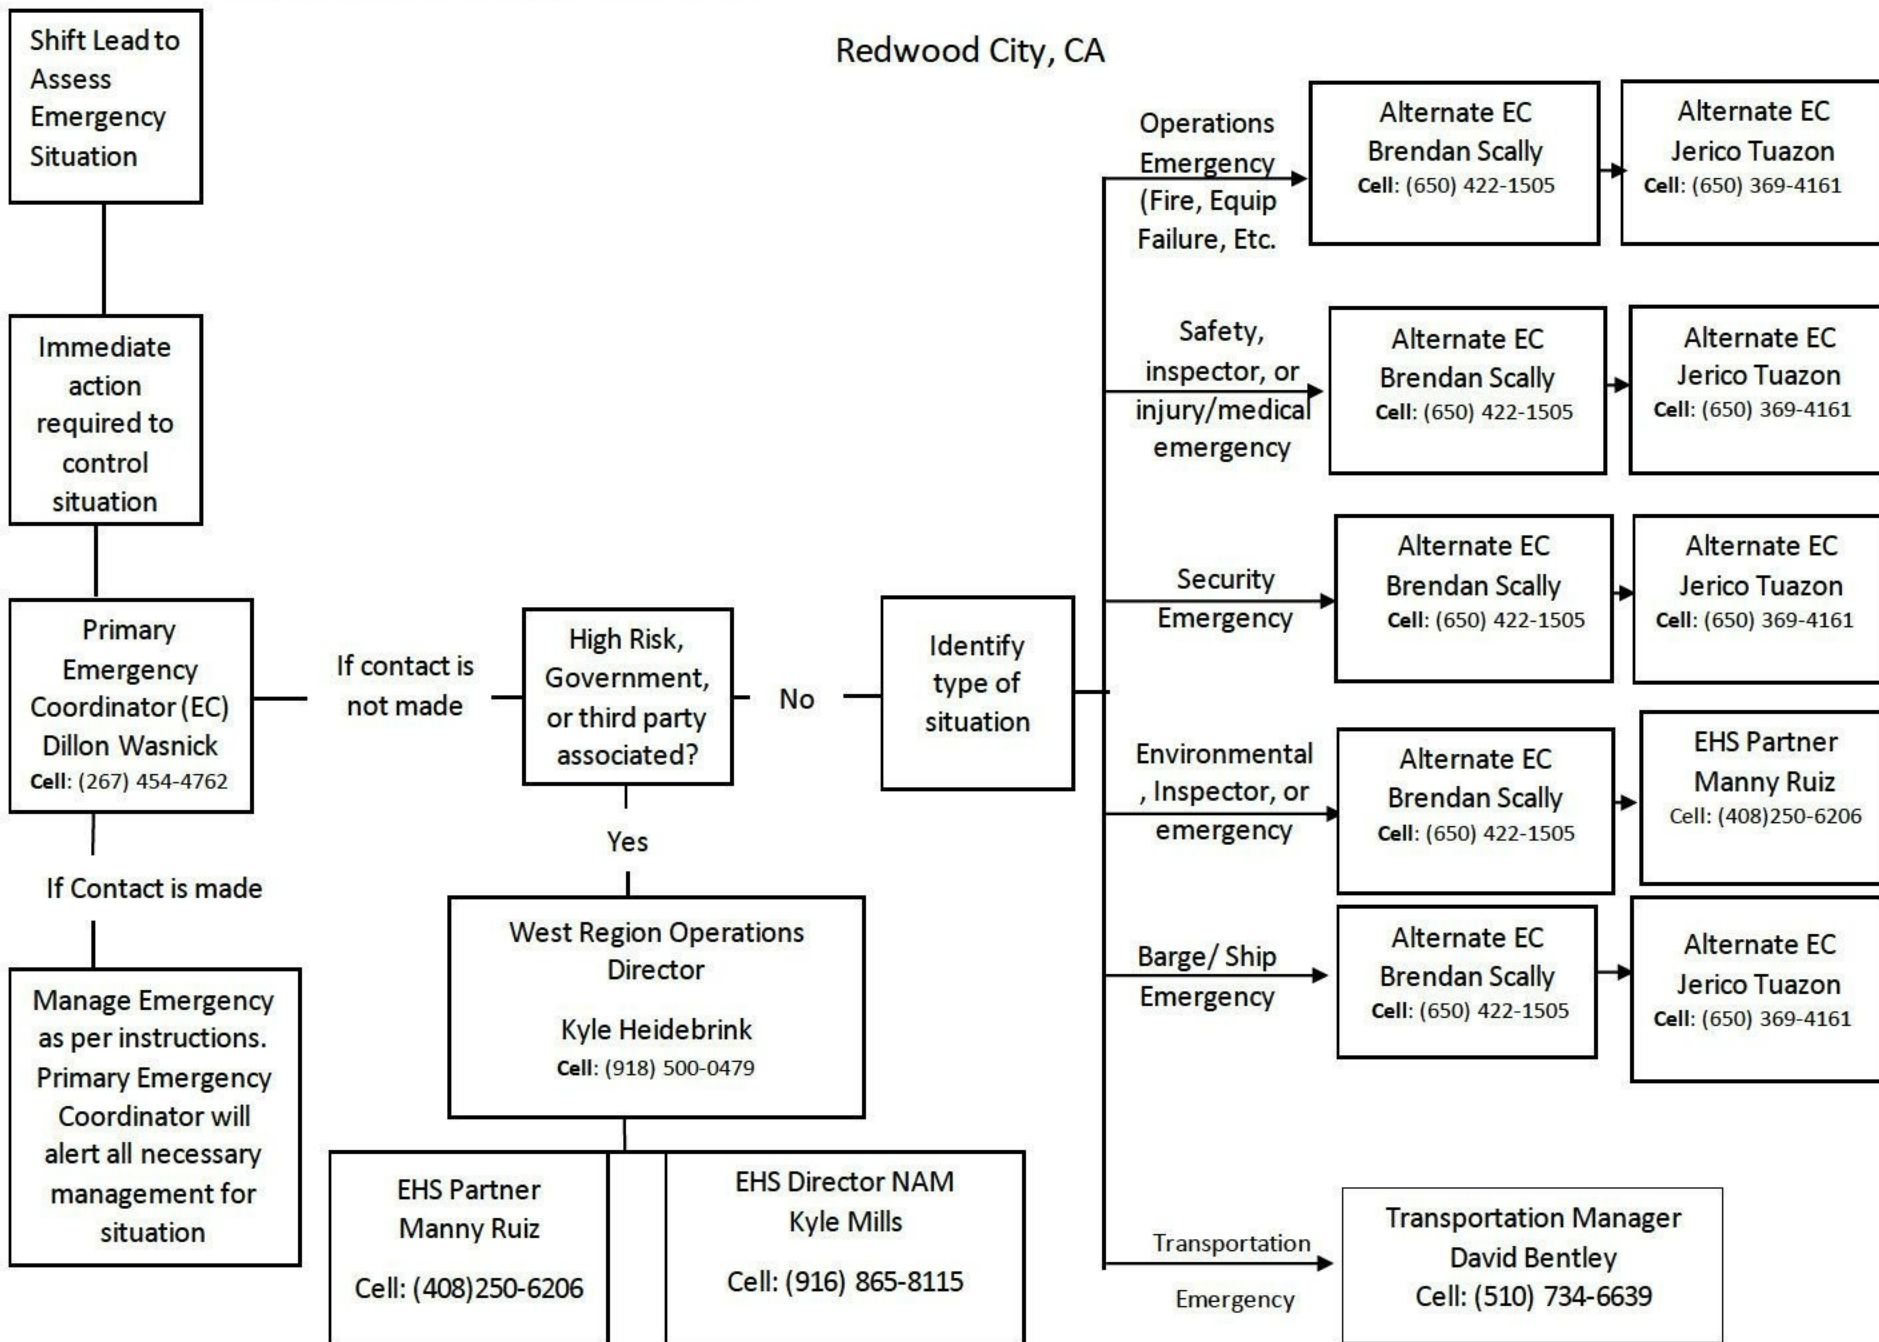 Redwood City, CA
Shift Lead to
Assess
Emergency
Situation
Immediate
action
required to
control
situation
Primary
Emergency
Coordinator (EC)
Dillon Wasnick
Cell: (267) 454-4762
If Contact is made
Manage Emergency
as per instructions.
Primary Emergency
Coordinator will
alert all necessary
management for
situation
If contact is
not made
High Risk,
Government,
or third party
associated?
Yes
West Region Operations
Director
Kyle Heidebrink
Cell: (918) 500-0479
EHS Partner
Manny Ruiz
Cell: (408)250-6206
EHS Director NAM
Kyle Mills
Cell: (916) 865-8115
No
Identify
type of
situation
Operations
Emergency
(Fire, Equip
Failure, Etc.
Alternate EC
Brendan Scally
Cell: (650) 422-1505
Alternate EC
Jerico Tuazon
Cell: (650) 369-4161
Safety,
inspector, or
injury/medical
emergency
Alternate EC
Brendan Scally
Cell: (650) 422-1505
Alternate EC
Jerico Tuazon
Cell: (650) 369-4161
Security
Emergency
Alternate EC
Brendan Scally
Cell: (650) 422-1505
Alternate EC
Jerico Tuazon
Cell: (650) 369-4161
Environmental
, Inspector, or
emergency
Alternate EC
Brendan Scally
Cell: (650) 422-1505
EHS Partner
Manny Ruiz
Cell: (408)250-6206
Barge/ Ship
Emergency
Alternate EC
Brendan Scally
Cell: (650) 422-1505
Alternate EC
Jerico Tuazon
Cell: (650) 369-4161
Transportation
Emergency
Transportation Manager
David Bentley
Cell: (510) 734-6639